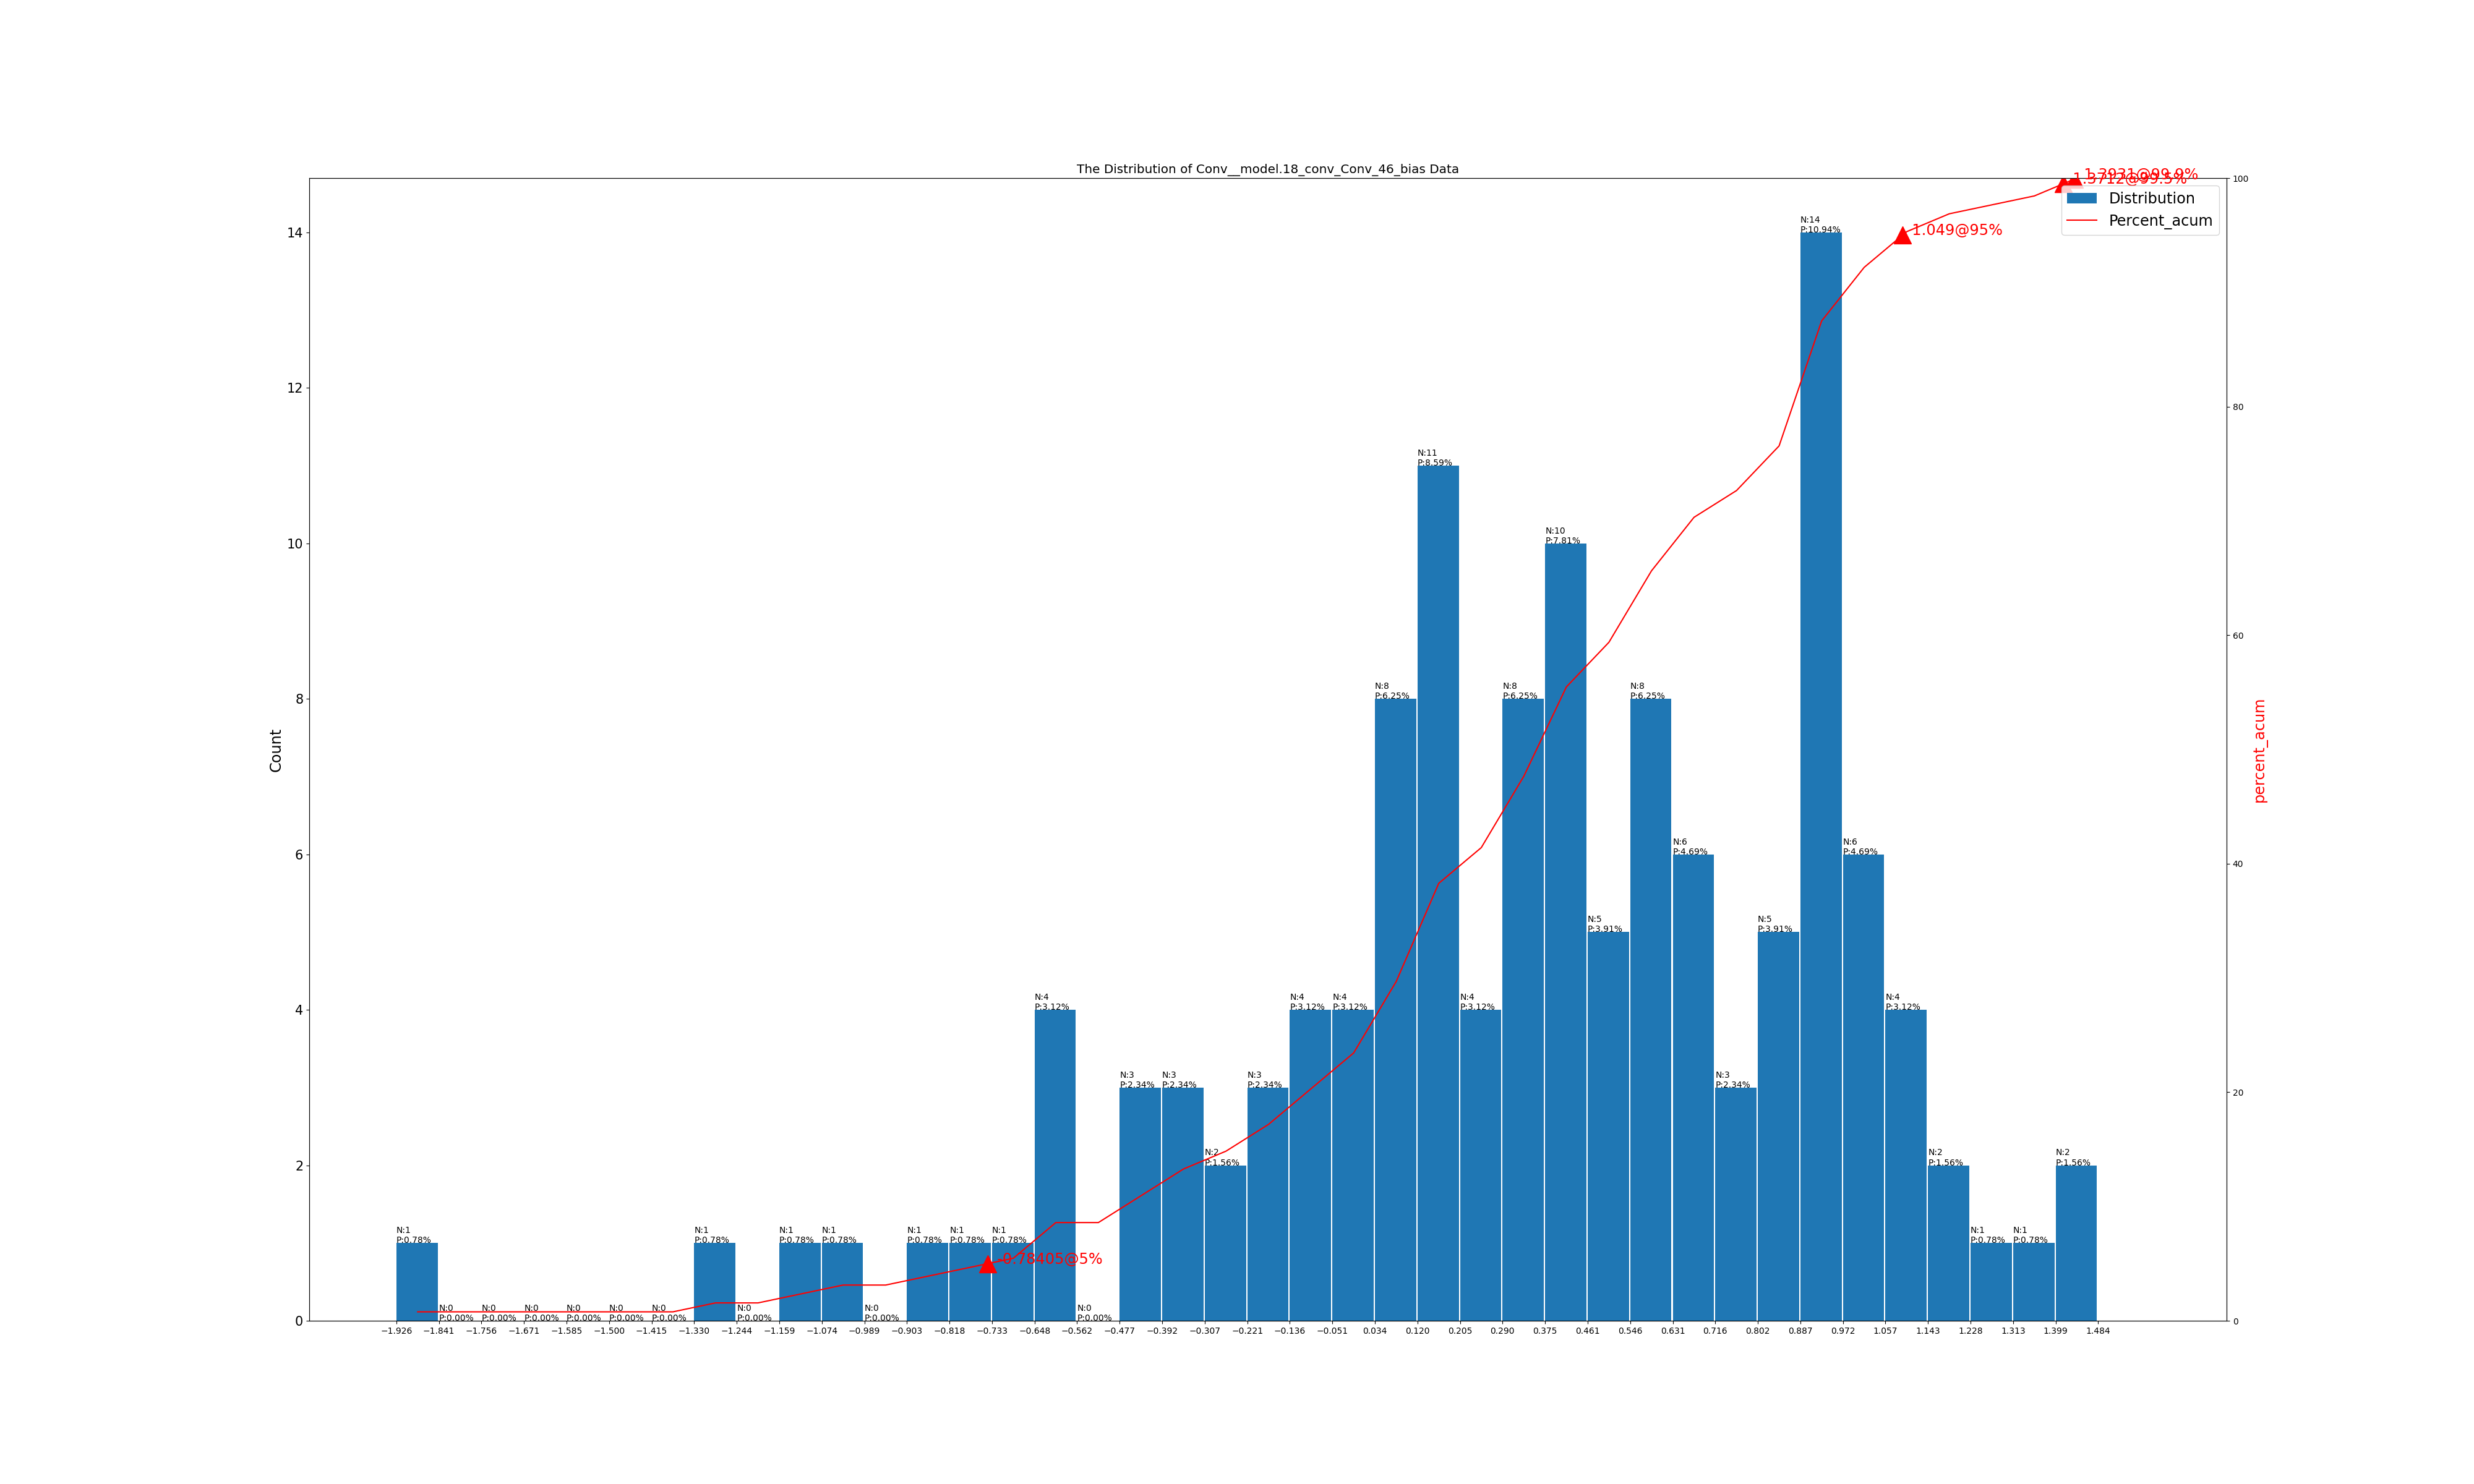 The Distribution of Conv__model.18_conv_Conv_46_bias Data
1.3931@99.9%
1.3712@99.5%
Distribution
Percent_acum
1.049@95%
-0.78405@5%
Count
percent_acum
14
12
10
8
6
4
2
0
100
80
60
40
20
0
N:1
P:0.78%
N:0
P:0.00%
N:0
P:0.00%
N:0
P:0.00%
N:0
P:0.00%
N:0
P:0.00%
N:0
P:0.00%
N:1
P:0.78%
N:0
P:0.00%
N:1
P:0.78%
N:1
P:0.78%
N:0
P:0.00%
N:1
P:0.78%
N:1
P:0.78%
N:1
P:0.78%
N:4
P:3.12%
N:0
P:0.00%
N:3
P:2.34%
N:3
P:2.34%
N:2
P:1.56%
N:3
P:2.34%
N:4
P:3.12%
N:4
P:3.12%
N:8
P:6.25%
N:11
P:8.59%
N:4
P:3.12%
N:8
P:6.25%
N:10
P:7.81%
N:5
P:3.91%
N:8
P:6.25%
N:6
P:4.69%
N:3
P:2.34%
N:5
P:3.91%
N:14
P:10.94%
N:6
P:4.69%
N:4
P:3.12%
N:2
P:1.56%
N:1
P:0.78%
N:1
P:0.78%
N:2
P:1.56%
−1.926 −1.841 −1.756 −1.671 −1.585 −1.500 −1.415 −1.330 −1.244 −1.159 −1.074 −0.989 −0.903 −0.818 −0.733 −0.648 −0.562 −0.477 −0.392 −0.307 −0.221 −0.136 −0.051 0.034 0.120 0.205 0.290 0.375 0.461 0.546 0.631 0.716 0.802 0.887 0.972 1.057 1.143 1.228 1.313 1.399 1.484